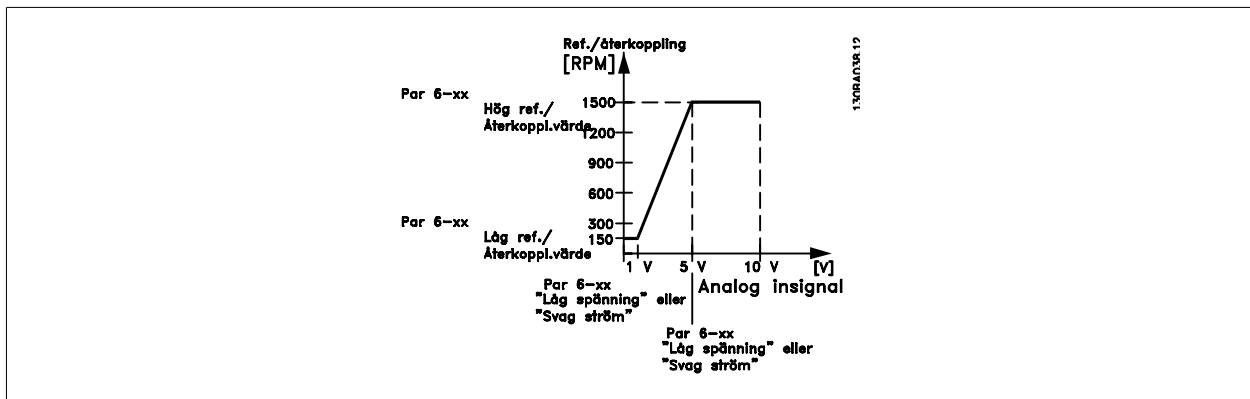 Ref./återkoppling
[RPM]
130BA038.12
Par 6-xx
Hög ref./
Återkoppl.värde
1500
1200
900
600
300
150
Par 6-xx
Låg ref./
Återkoppl.värde
1 V
5 V
10 V
[V]
Analog insignal
Par 6-xx
"Låg spänning" eller
"Svag ström"
Par 6-xx
"Låg spänning" eller
"Svag ström"